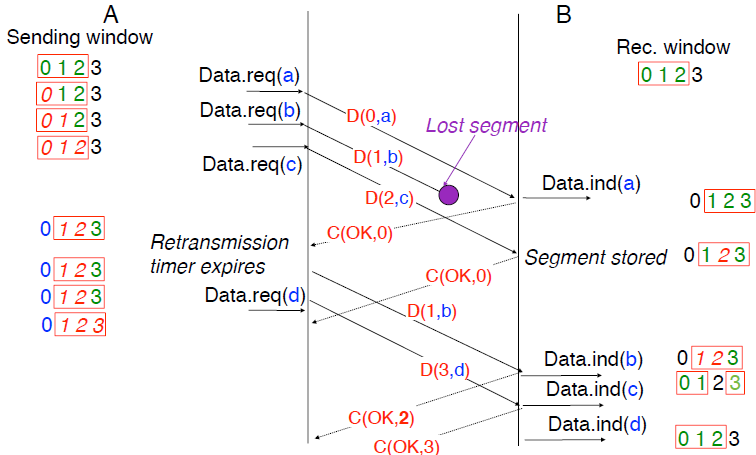 A
B
Sending window
Rec. window
0 1 2 3
0 1 2 3
0 1 2 3
0 1 2 3
0 1 2 3
Data.req(a)
Data.req(b)
Data.req(c)
D(0,a)
Lost segment
D(1,b)
D(2,c)
Data.ind(a)
0 1 2 3
C(OK,0)
0 1 2 3
Retransmission
timer expires
Segment stored
0 1 2 3
0 1 2 3
C(OK,0)
0 1 2 3
Data.req(d)
0 1 2 3
D(1,b)
Data.ind(b)
0 1 2 3
D(3,d)
Data.ind(c)
0 1 2 3
C(OK,2)
Data.ind(d)
0 1 2 3
C(OK,3)